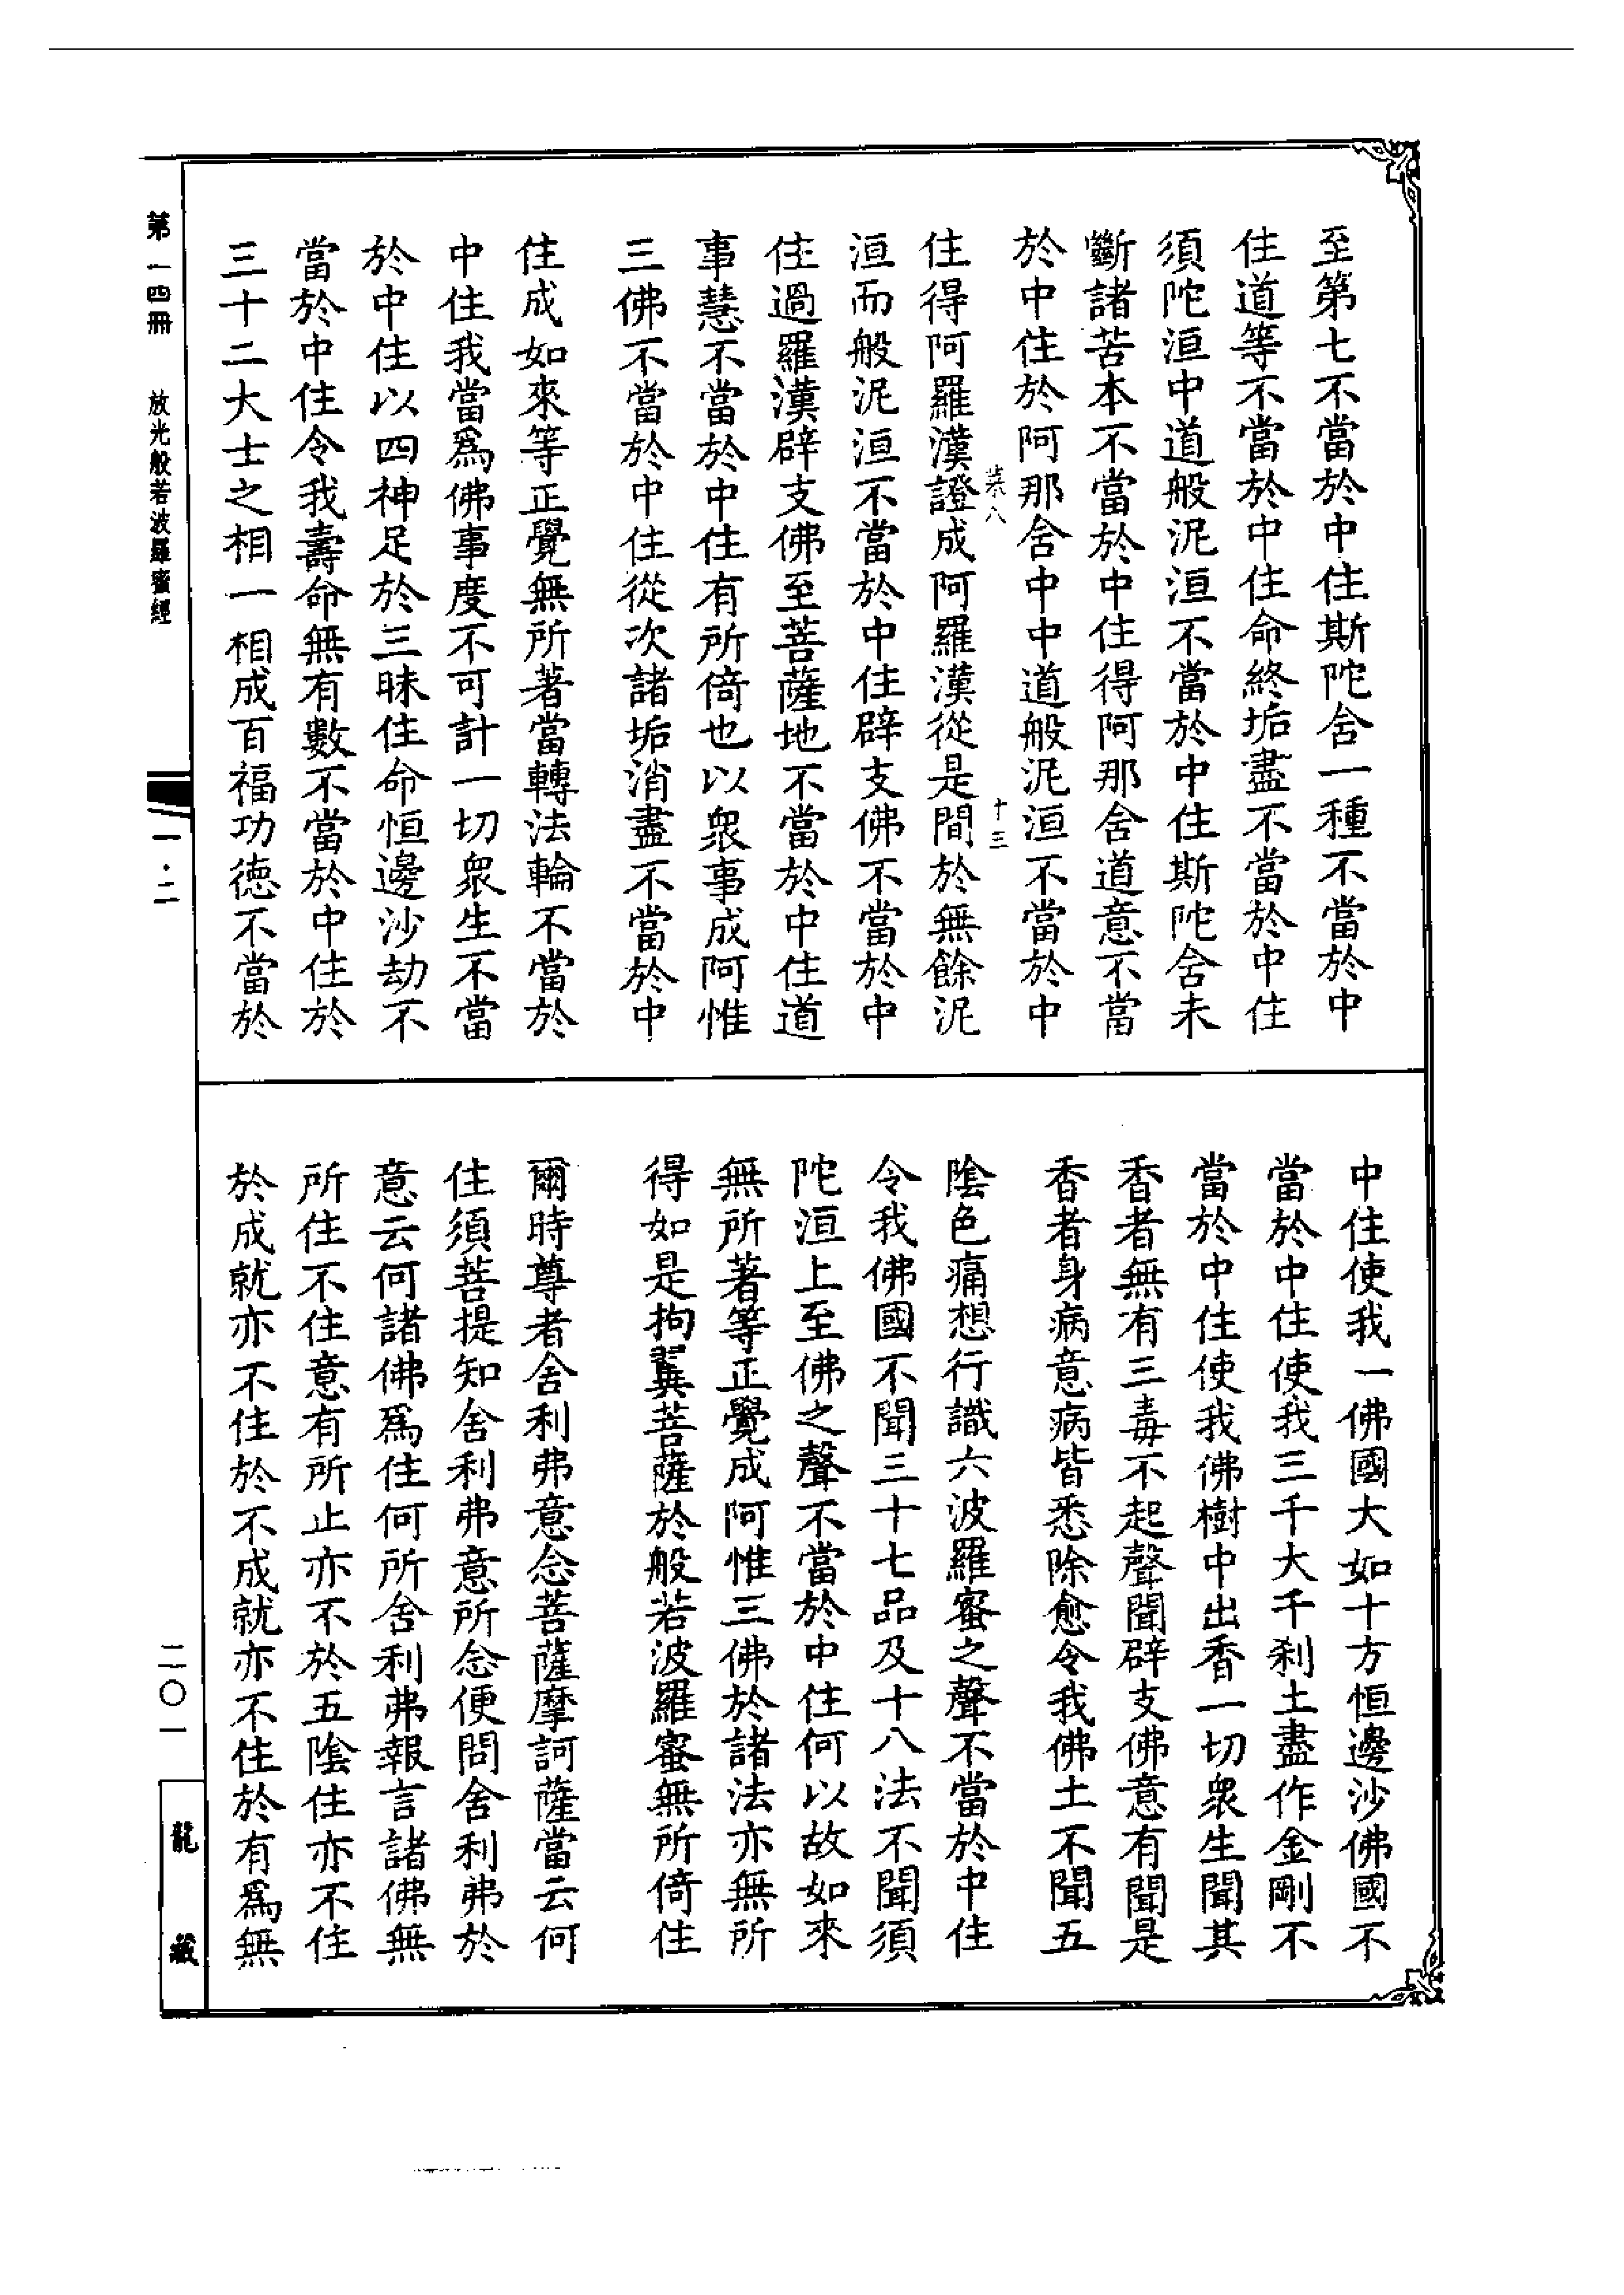 至第七不當於中住斯陀舍一種不當於中
住道等不當於中住命終垢盡不當於中住
須陀洹中道般泥洹不當於中住斯陀舍未
斷諸苦本不當於中住得阿那舍道意不當
於中住於阿那舍中中道般泥洹不當於中
十三
住得阿羅漢證成阿羅漢從是間於無餘泥
洹而般泥洹不當於中住辟支佛不當於中
住過羅漢辟支佛至菩薩地不當於中住道
事慧不當於中住有所倚也以衆事成阿惟
三佛不當於中住從次諸垢消盡不當於中
住成如來等正覺無所著當轉法輪不當於
中住我當爲佛事度不可計一切衆生不當
於中住以四神足於三昧住命恒邊沙劫不
當於中住令我壽命無有數不當於中住於
三十二大士之相一相成百福功德不當於
中住使我一佛國大如十方恒邊沙佛國不
當於中住使我三千大千刹土盡作金剛不
當於中住使我佛樹中出香一切衆生聞其
香者無有三毒不起聲聞辟支佛意有聞是
香者身病意病皆悉除愈令我佛土不聞五
陰色痛想行識六波羅蜜之聲不當於中住
令我佛國不聞三十七品及十八法不聞須
陀洹上至佛之聲不當於中住何以故如來
無所著等正覺成阿惟三佛於諸法亦無所
得如是拘翼菩薩於般若波羅蜜無所倚住
爾時尊者舍利弗意念菩薩摩訶薩當云何
住須菩提知舍利弗意所念便問舍利弗於
意云何諸佛爲住何所舍利弗報言諸佛無
所住不住意有所止亦不於五陰住亦不住
於成就亦不住於不成就亦不住於有爲無
第一四冊 放光般若波羅蜜經
一·二
二〇一
龍藏